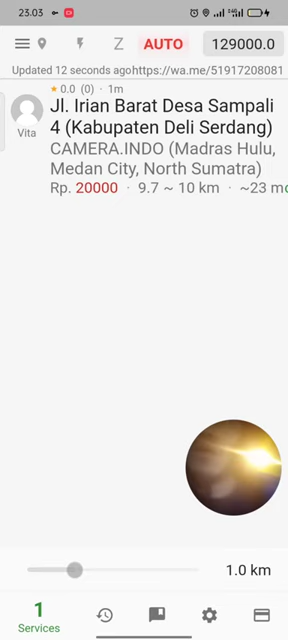 23.03
Z AUTO 129000.0
Updated 12 seconds agohttps://wa.me/51917208081
0.0 (0) · 1m
Vita
Jl. Irian Barat Desa Sampali
4 (Kabupaten Deli Serdang)
CAMERA.INDO (Madras Hulu,
Medan City, North Sumatra)
Rp. 20000 · 9.7 ~ 10 km · ~23 m
1.0 km
1
Services